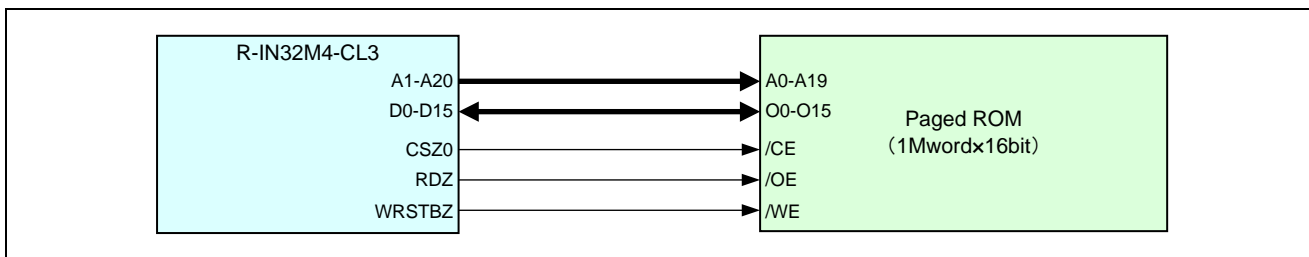 R-IN32M4-CL3
A1-A20
D0-D15
CSZ0
RDZ
WRSTBZ
A0-A19
O0-O15
/CE
/OE
/WE
Paged ROM
（1Mword×16bit）